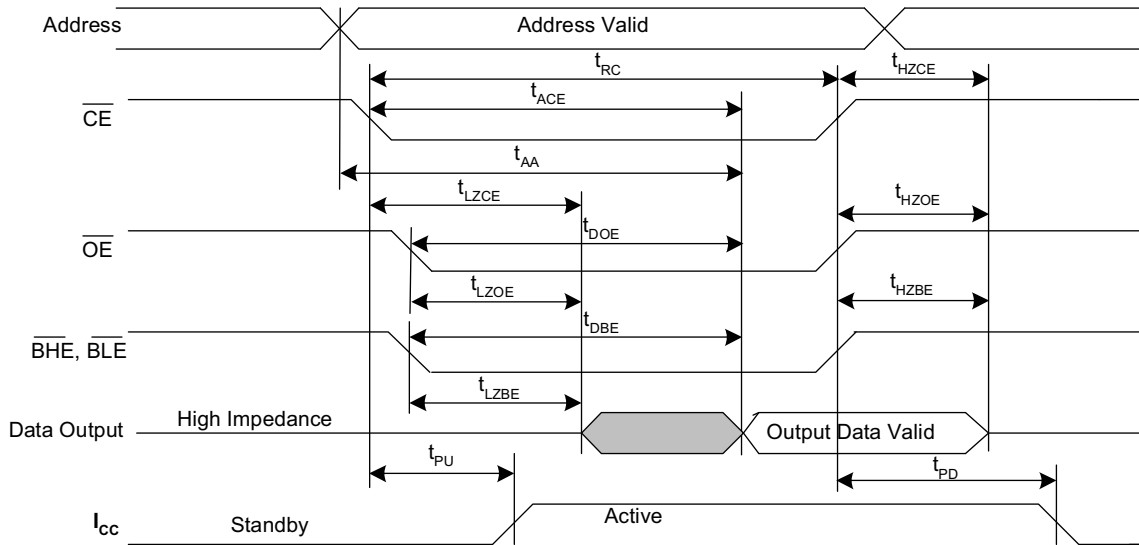 Address
Address Valid
tRC
tHZCE
tACE
CE
tAA
tLZCE
tHZOE
tDOE
OE
tLZOE
tHZBE
tDBE
BHE, BLE
tLZBE
High Impedance
Data Output
Output Data Valid
tPU
tPD
ICC
Standby
Active